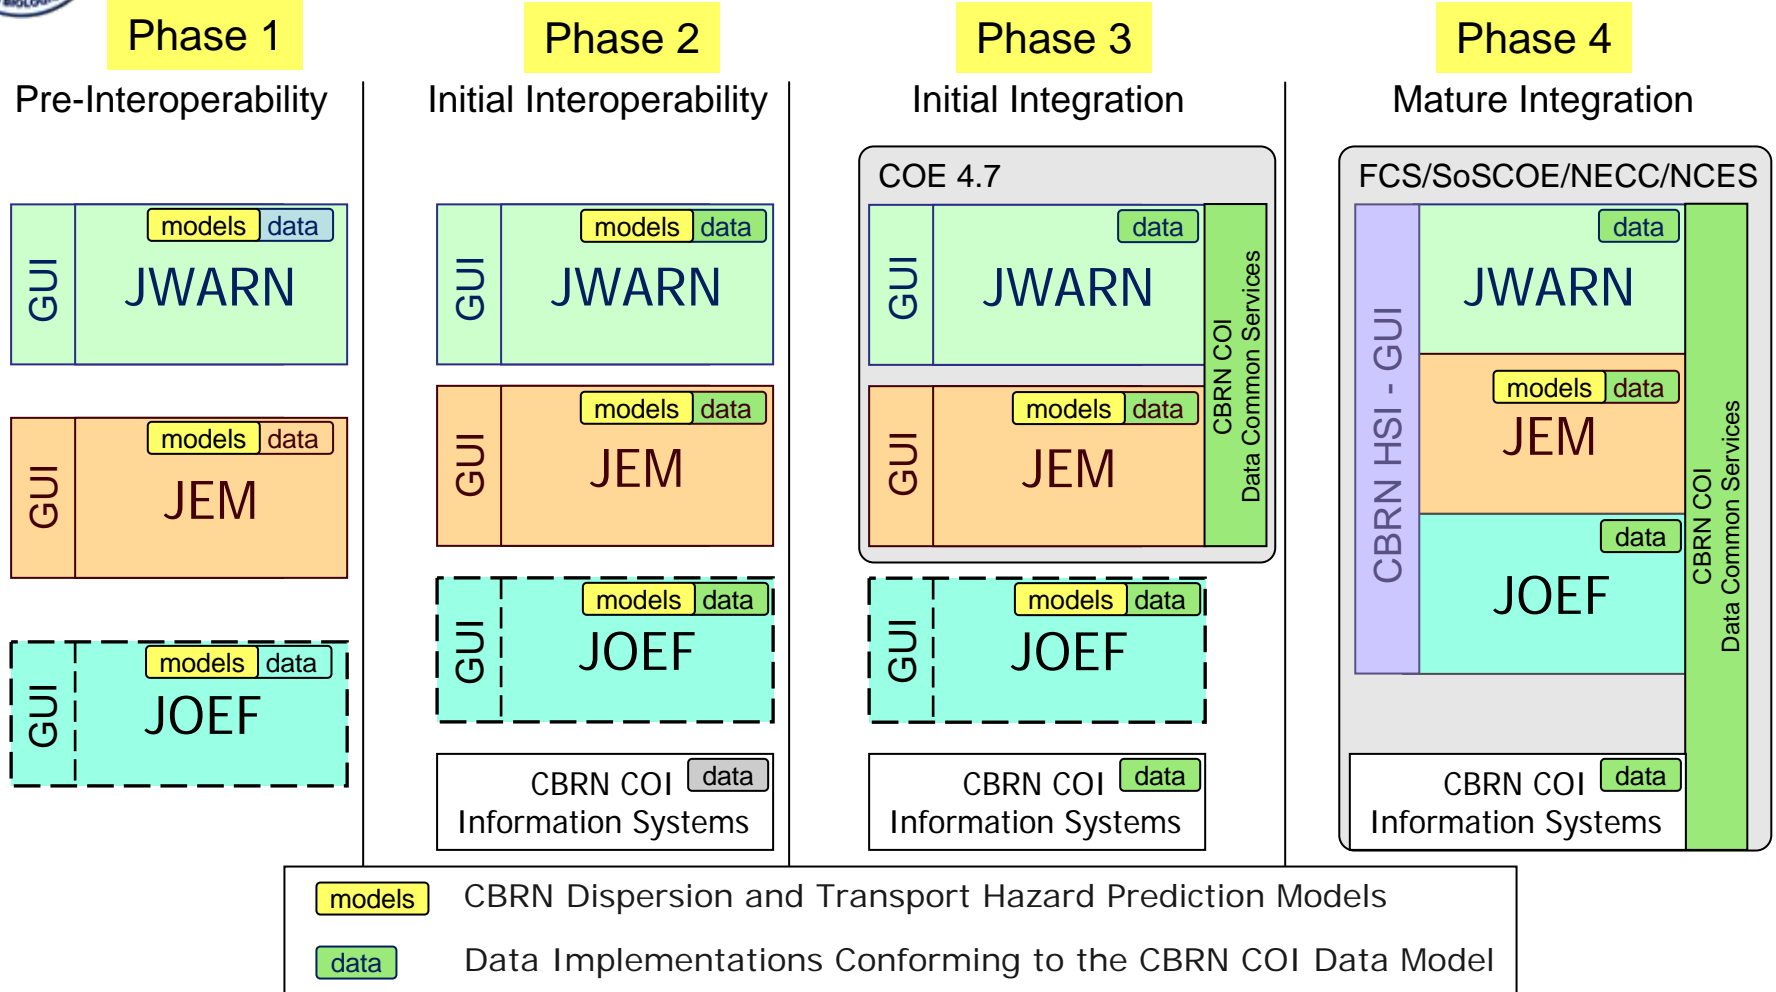 BIOLOGI
Phase 1
Pre-Interoperability
GUI
models data
JWARN
GUI
models data
JEM
GUI
models data
JOEF
Phase 2
Initial Interoperability
GUI
models data
JWARN
GUI
models data
JEM
GUI
models data
JOEF
CBRN COI data
Information Systems
Phase 3
Initial Integration
COE 4.7
GUI
data
JWARN
GUI
models data
JEM
CBRN COI
Data Common Services
GUI
models data
JOEF
CBRN COI data
Information Systems
Phase 4
Mature Integration
FCS/SoSCOE/NECC/NCES
CBRN HSI - GUI
data
JWARN
models data
JEM
data
JOEF
CBRN COI
Data Common Services
CBRN COI data
Information Systems
models CBRN Dispersion and Transport Hazard Prediction Models
data Data Implementations Conforming to the CBRN COI Data Model